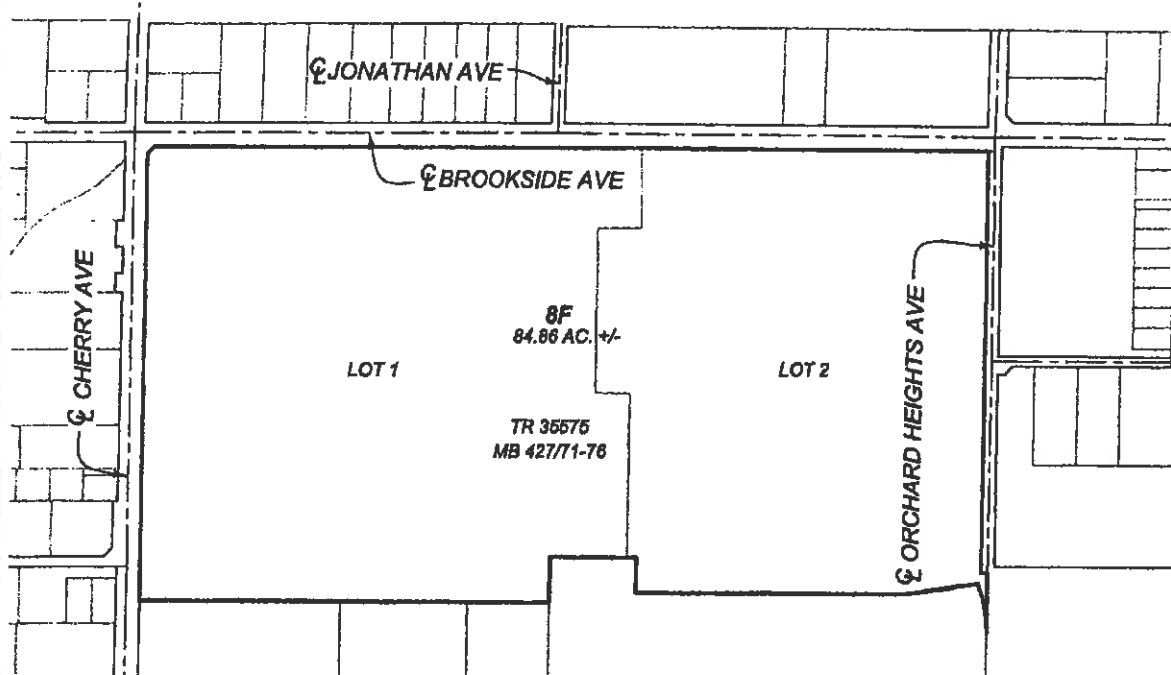 ℄ JONATHAN AVE
℄ BROOKSIDE AVE
℄ CHERRY AVE
8F
84.86 AC. +/-
LOT 1
LOT 2
℄ ORCHARD HEIGHTS AVE
TR 35575
MB 427/71-76